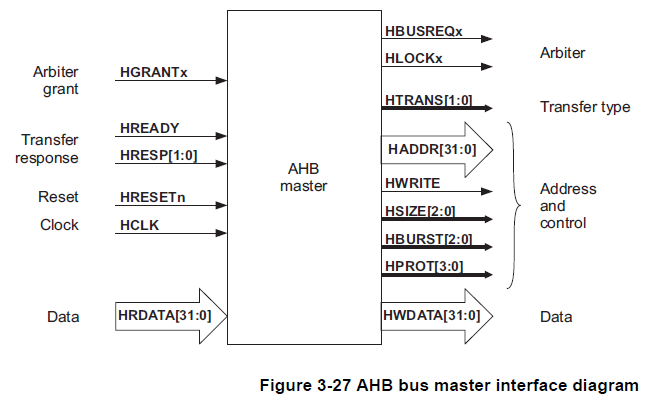 Arbiter
grant
HGRANTx
Transfer
response
HREADY
HRESP[1:0]
Reset
HRESETn
Clock
HCLK
Data
HRDATA[31:0]
AHB
master
HBUSREQx
HLOCKx
Arbiter
HTRANS[1:0]
Transfer type
HADDR[31:0]
HWRITE
HSIZE[2:0]
HBURST[2:0]
HPROT[3:0]
Address
and
control
HWDATA[31:0]
Data
Figure 3-27 AHB bus master interface diagram